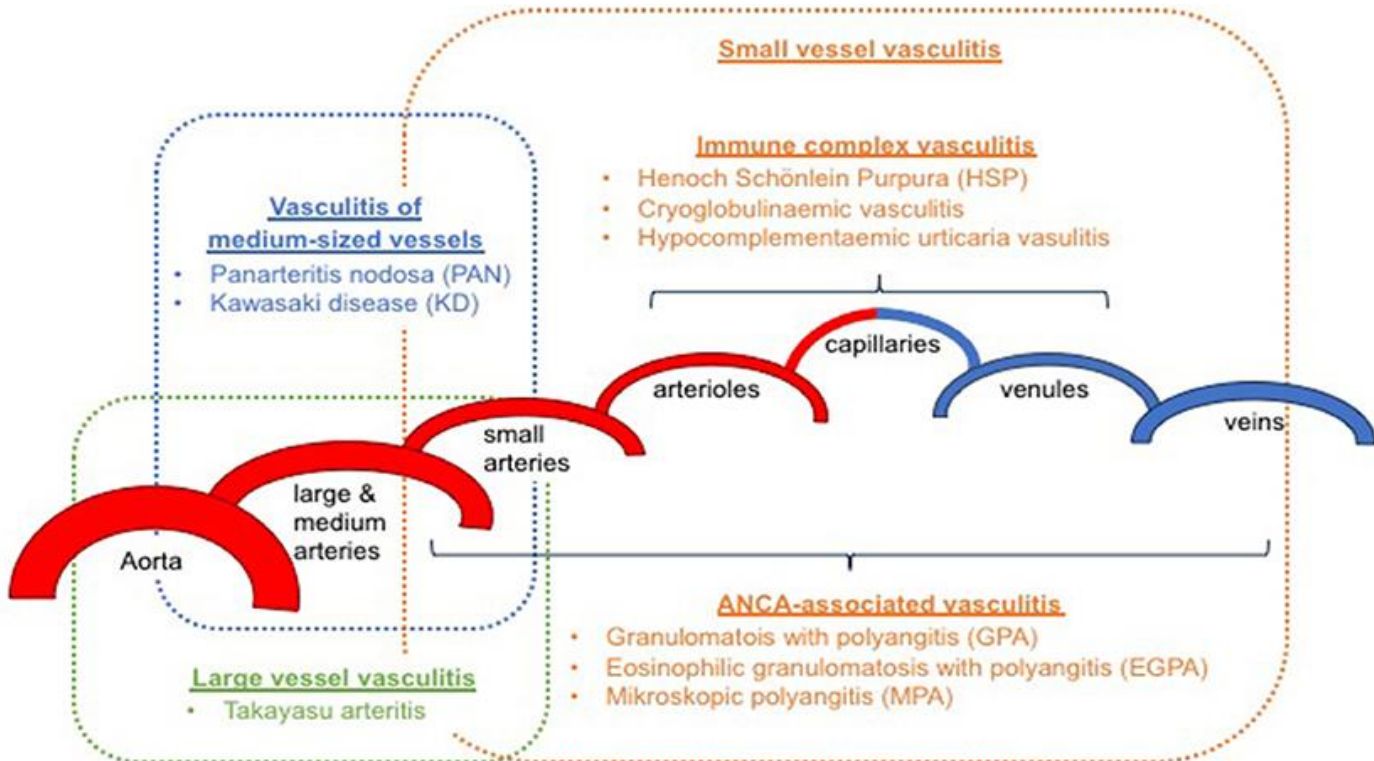 Small vessel vasculitis
Immune complex vasculitis
• Henoch Schönlein Purpura (HSP)
• Cryoglobulinaemic vasculitis
• Hypocomplementaemic urticaria vasulitis
Vasculitis of
medium-sized vessels
• Panarteritis nodosa (PAN)
• Kawasaki disease (KD)
capillaries
arterioles
venules
veins
small
arteries
large &
medium
arteries
Aorta
ANCA-associated vasculitis
• Granulomatois with polyangitis (GPA)
• Eosinophilic granulomatosis with polyangitis (EGPA)
• Mikroskopic polyangitis (MPA)
Large vessel vasculitis
• Takayasu arteritis